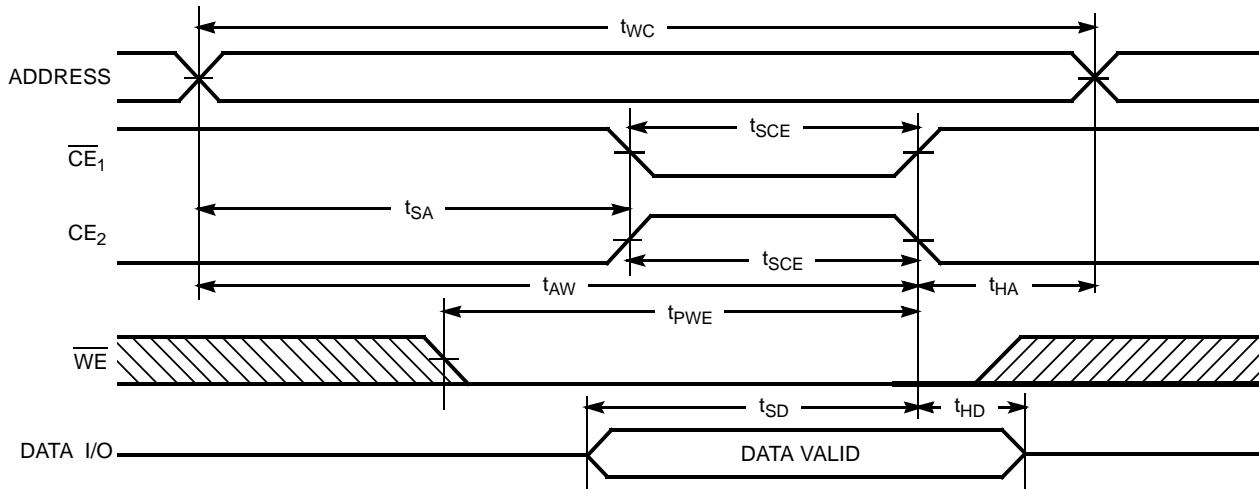 tWC
ADDRESS
tSCE
CE1
tSA
CE2
tSCE
tAW
tHA
tPWE
WE
tSD
tHD
DATA I/O
DATA VALID